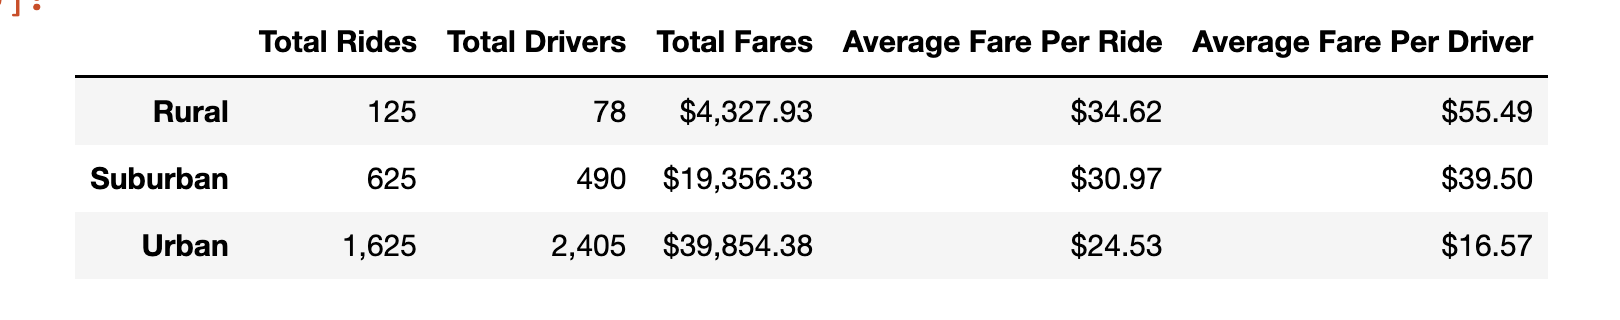 ]:
Total Rides Total Drivers Total Fares Average Fare Per Ride Average Fare Per Driver
Rural 125 78 $4,327.93 $34.62 $55.49
Suburban 625 490 $19,356.33 $30.97 $39.50
Urban 1,625 2,405 $39,854.38 $24.53 $16.57